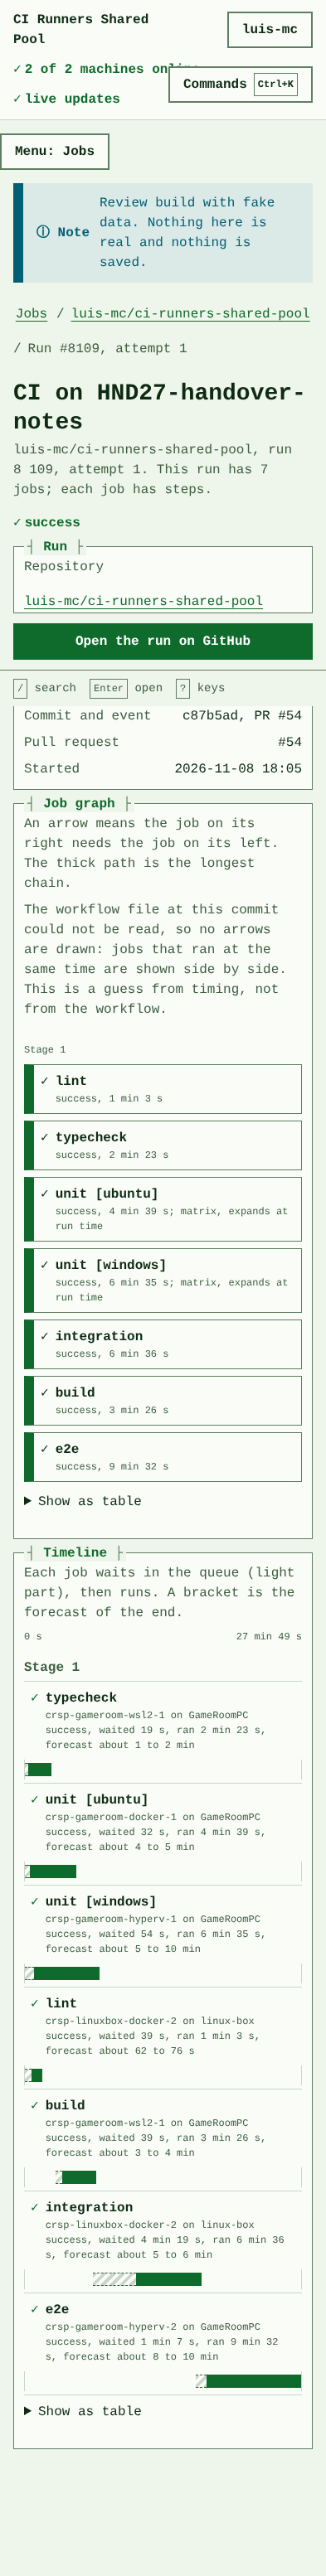 CI Runners Shared
Pool
luis-mc
✓ 2 of 2 machines
Commands Ctrl+K
✓ live updates
Menu: Jobs
ⓘ Note
Review build with fake
data. Nothing here is
real and nothing is
saved.
Jobs / luis-mc/ci-runners-shared-pool
/ Run #8109, attempt 1
CI on HND27-handover-
notes
luis-mc/ci-runners-shared-pool, run
8 109, attempt 1. This run has 7
jobs; each job has steps.
✓ success
Run
Repository
luis-mc/ci-runners-shared-pool
Open the run on GitHub
/ search Enter open ? keys
Commit and event c87b5ad, PR #54
Pull request #54
Started 2026-11-08 18:05
Job graph
An arrow means the job on its
right needs the job on its left.
The thick path is the longest
chain.
The workflow file at this commit
could not be read, so no arrows
are drawn: jobs that ran at the
same time are shown side by side.
This is a guess from timing, not
from the workflow.
Stage 1
✓ lint
success, 1 min 3 s
✓ typecheck
success, 2 min 23 s
✓ unit [ubuntu]
success, 4 min 39 s; matrix, expands at
run time
✓ unit [windows]
success, 6 min 35 s; matrix, expands at
run time
✓ integration
success, 6 min 36 s
✓ build
success, 3 min 26 s
✓ e2e
success, 9 min 32 s
▶ Show as table
Timeline
Each job waits in the queue (light
part), then runs. A bracket is the
forecast of the end.
0 s 27 min 49 s
Stage 1
✓ typecheck
crsp-gameroom-wsl2-1 on GameRoomPC
success, waited 19 s, ran 2 min 23 s,
forecast about 1 to 2 min
✓ unit [ubuntu]
crsp-gameroom-docker-1 on GameRoomPC
success, waited 32 s, ran 4 min 39 s,
forecast about 4 to 5 min
✓ unit [windows]
crsp-gameroom-hyperv-1 on GameRoomPC
success, waited 54 s, ran 6 min 35 s,
forecast about 5 to 10 min
✓ lint
crsp-linuxbox-docker-2 on linux-box
success, waited 39 s, ran 1 min 3 s,
forecast about 62 to 76 s
✓ build
crsp-gameroom-wsl2-1 on GameRoomPC
success, waited 39 s, ran 3 min 26 s,
forecast about 3 to 4 min
✓ integration
crsp-linuxbox-docker-2 on linux-box
success, waited 4 min 19 s, ran 6 min 36
s, forecast about 5 to 6 min
✓ e2e
crsp-gameroom-hyperv-2 on GameRoomPC
success, waited 1 min 7 s, ran 9 min 32
s, forecast about 8 to 10 min
▶ Show as table